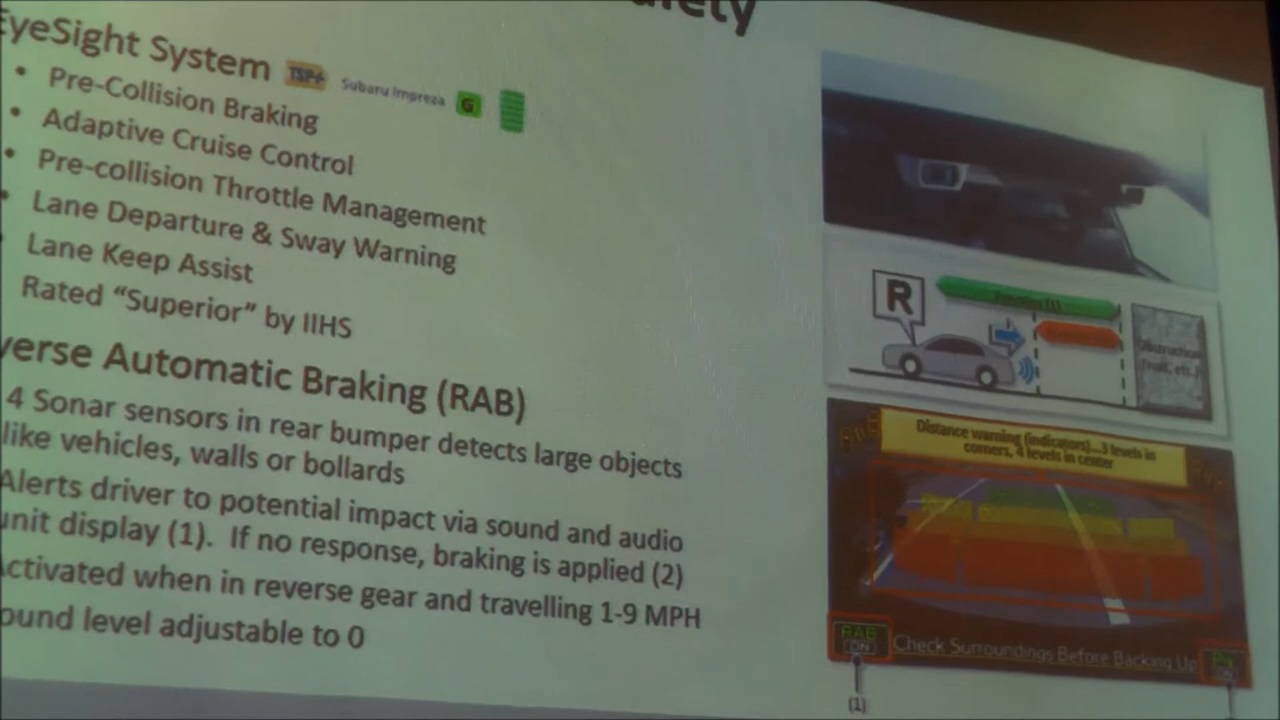 EyeSight System TSP+ Subaru Impreza G
• Pre-Collision Braking
• Adaptive Cruise Control
• Pre-collision Throttle Management
Lane Departure & Sway Warning
Lane Keep Assist
Rated “Superior” by IIHS
verse Automatic Braking (RAB)
4 Sonar sensors in rear bumper detects large objects
like vehicles, walls or bollards
Alerts driver to potential impact via sound and audio
unit display (1). If no response, braking is applied (2)
Activated when in reverse gear and travelling 1-9 MPH
ound level adjustable to 0
R
Distance warning (indicators)...3 levels in
corners, 4 levels in center
RAB
ON
Check Surroundings Before Backing Up
(1)